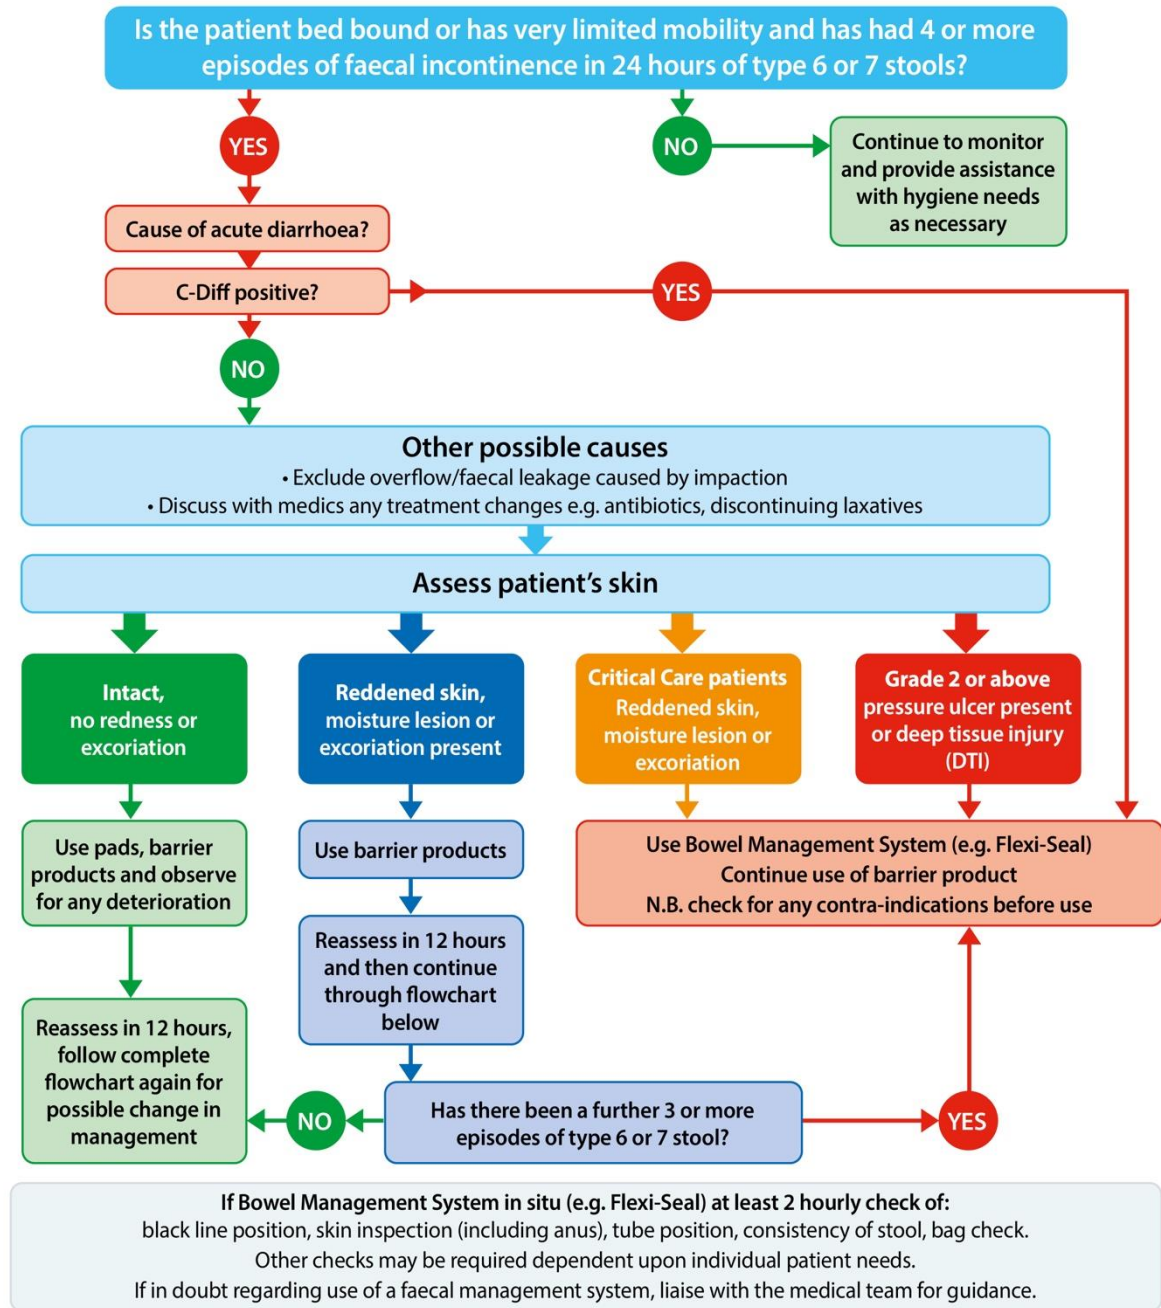 Is the patient bed bound or has very limited mobility and has had 4 or more
episodes of faecal incontinence in 24 hours of type 6 or 7 stools?
YES
NO
Continue to monitor
and provide assistance
with hygiene needs
as necessary
Cause of acute diarrhoea?
C-Diff positive?
YES
NO
Other possible causes
• Exclude overflow/faecal leakage caused by impaction
• Discuss with medics any treatment changes e.g. antibiotics, discontinuing laxatives
Assess patient's skin
Intact,
no redness or
excoriation
Reddened skin,
moisture lesion or
excoriation present
Critical Care patients
Reddened skin,
moisture lesion or
excoriation
Grade 2 or above
pressure ulcer present
or deep tissue injury
(DTI)
Use pads, barrier
products and observe
for any deterioration
Use barrier products
Use Bowel Management System (e.g. Flexi-Seal)
Continue use of barrier product
N.B. check for any contra-indications before use
Reassess in 12 hours
and then continue
through flowchart
below
Reassess in 12 hours,
follow complete
flowchart again for
possible change in
management
NO
Has there been a further 3 or more
episodes of type 6 or 7 stool?
YES
If Bowel Management System in situ (e.g. Flexi-Seal) at least 2 hourly check of:
black line position, skin inspection (including anus), tube position, consistency of stool, bag check.
Other checks may be required dependent upon individual patient needs.
If in doubt regarding use of a faecal management system, liaise with the medical team for guidance.